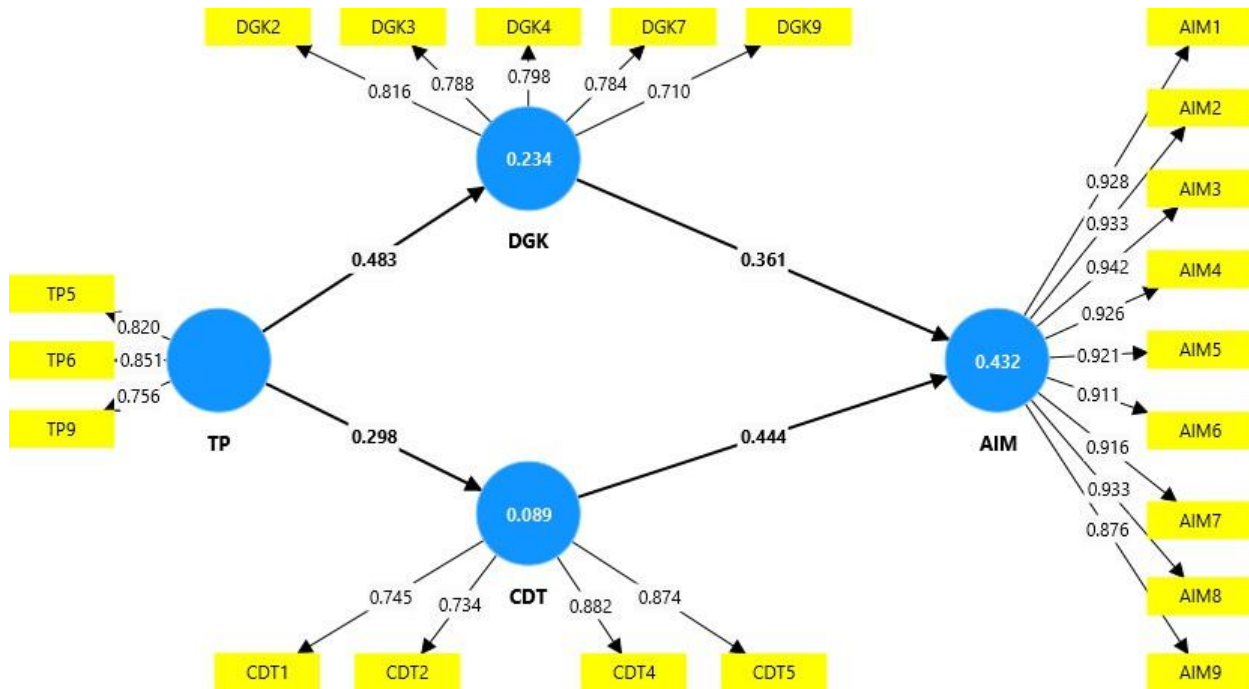 DGK2 DGK3 DGK4 DGK7 DGK9
0.816 0.788 0.798 0.784 0.710
0.234
DGK
TP5
TP6
TP9
0.820
0.851
0.756
TP
0.483
0.298
0.361
0.444
0.089
CDT
0.745 0.734 0.882 0.874
CDT1 CDT2 CDT4 CDT5
0.432
AIM
0.928
0.933
0.942
0.926
0.921
0.911
0.916
0.933
0.876
AIM1
AIM2
AIM3
AIM4
AIM5
AIM6
AIM7
AIM8
AIM9